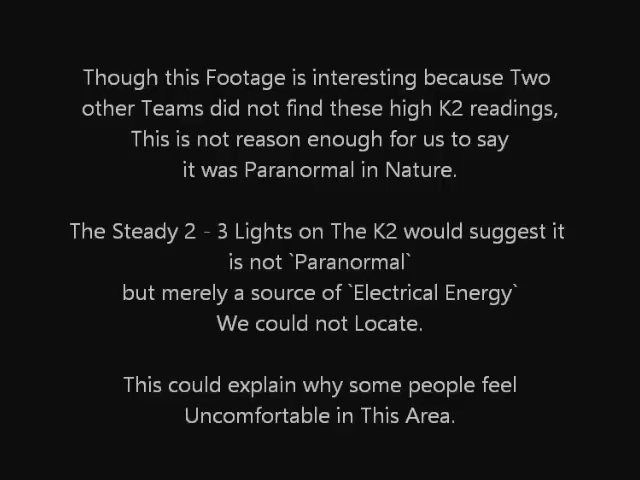 Though this Footage is interesting because Two
other Teams did not find these high K2 readings,
This is not reason enough for us to say
it was Paranormal in Nature.
The Steady 2 - 3 Lights on The K2 would suggest it
is not `Paranormal`
but merely a source of `Electrical Energy`
We could not Locate.
This could explain why some people feel
Uncomfortable in This Area.